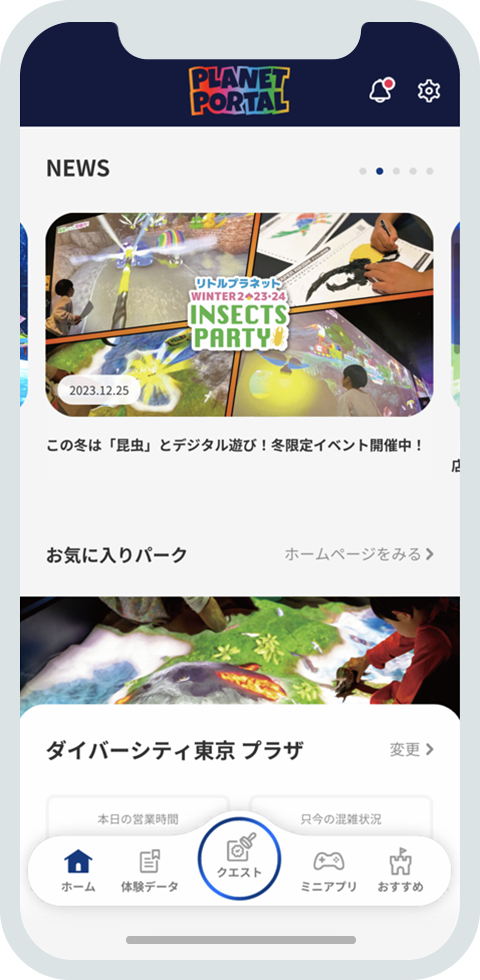 PLANET
PORTAL
NEWS
リトルプラネット
WINTER2023-24
INSECTS
PARTY
2023.12.25
この冬は「昆虫」とデジタル遊び！冬限定イベント開催中！
店
お気に入りパーク
ホームページをみる
ダイバーシティ東京 プラザ
変更
本日の営業時間
只今の混雑状況
ホーム
体験データ
クエスト
ミニアプリ
おすすめ